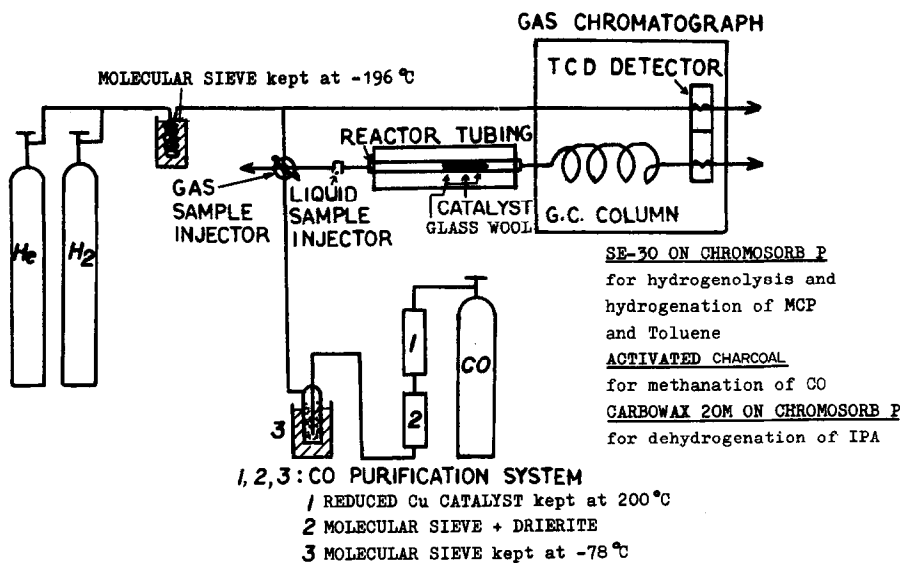 GAS CHROMATOGRAPH
MOLECULAR SIEVE kept at -196°C
TCD DETECTOR
REACTOR TUBING
GAS
SAMPLE
INJECTOR
LIQUID
SAMPLE
INJECTOR
CATALYST
GLASS WOOL
G.C. COLUMN
He
H2
SE-30 ON CHROMOSORB P
for hydrogenolysis and
hydrogenation of MCP
and Toluene
ACTIVATED CHARCOAL
for methanation of CO
CARBOWAX 20M ON CHROMOSORB P
for dehydrogenation of IPA
1
CO
2
3
1,2,3: CO PURIFICATION SYSTEM
1 REDUCED Cu CATALYST kept at 200°C
2 MOLECULAR SIEVE + DRIERITE
3 MOLECULAR SIEVE kept at -78°C